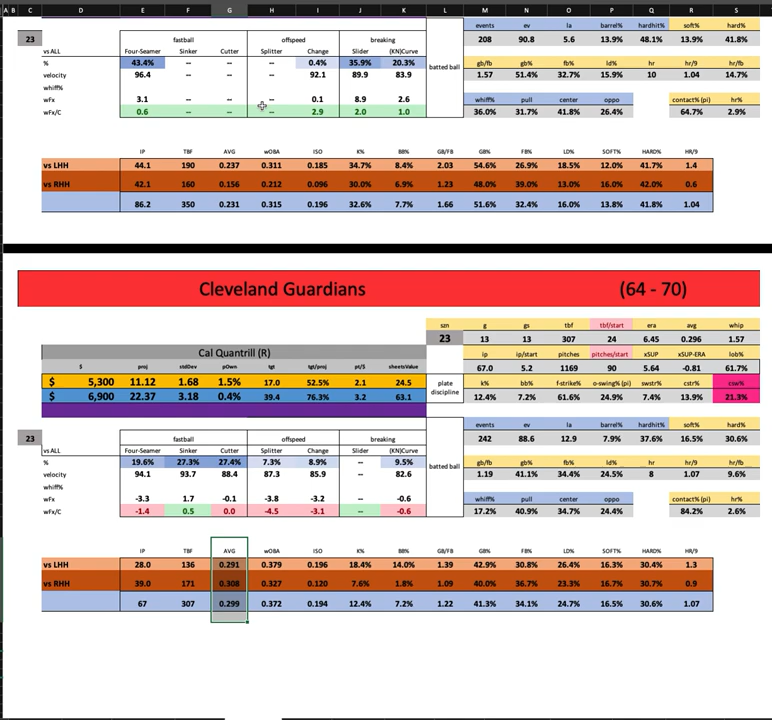 A B C D E F G H I J K L M N O P Q R S
events ev la barrel% hardhit% soft% hard%
23 fastball offspeed breaking 208 90.8 5.6 13.9% 48.1% 13.9% 41.8%
vs ALL Four-Seamer Sinker Cutter Splitter Change Slider (KN)Curve
% 43.4% -- -- -- 0.4% 35.9% 20.3% batted ball gb/fb gb% fb% ld% hr hr/9 hr/fb
velocity 96.4 -- -- -- 92.1 89.9 83.9 1.57 51.4% 32.7% 15.9% 10 1.04 14.7%
whiff%
wFx 3.1 -- -- -- 0.1 8.9 2.6 whiff% pull center oppo contact% (pi) hr%
wFx/C 0.6 -- -- -- 2.9 2.0 1.0 36.0% 31.7% 41.8% 26.4% 64.7% 2.9%
IP TBF AVG wOBA ISO K% BB% GB/FB GB% FB% LD% SOFT% HARD% HR/9
vs LHH 44.1 190 0.237 0.311 0.185 34.7% 8.4% 2.03 54.6% 26.9% 18.5% 12.0% 41.7% 1.4
vs RHH 42.1 160 0.156 0.212 0.096 30.0% 6.9% 1.23 48.0% 39.0% 13.0% 16.0% 42.0% 0.6
86.2 350 0.231 0.315 0.196 32.6% 7.7% 1.66 51.6% 32.4% 16.0% 13.8% 41.8% 1.04
Cleveland Guardians (64 - 70)
szn g gs tbf tbf/start era avg whip
23 13 13 307 24 6.45 0.296 1.57
Cal Quantrill (R) ip ip/start pitches pitches/start xSUP xSUP-ERA lob%
$ proj stdDev pOwn tgt tgt/proj pt/$ sheetsValue 67.0 5.2 1169 90 5.64 -0.81 61.7%
$ 5,300 11.12 1.68 1.5% 17.0 52.5% 2.1 24.5 plate discipline k% bb% f-strike% o-swing% (pi) swstr% cstr% csw%
$ 6,900 22.37 3.18 0.4% 39.4 76.3% 3.2 63.1 12.4% 7.2% 61.6% 24.9% 7.4% 13.9% 21.3%
events ev la barrel% hardhit% soft% hard%
23 fastball offspeed breaking 242 88.6 12.9 7.9% 37.6% 16.5% 30.6%
vs ALL Four-Seamer Sinker Cutter Splitter Change Slider (KN)Curve
% 19.6% 27.3% 27.4% 7.3% 8.9% -- 9.5% batted ball gb/fb gb% fb% ld% hr hr/9 hr/fb
velocity 94.1 93.7 88.4 87.3 85.9 -- 82.6 1.19 41.1% 34.4% 24.5% 8 1.07 9.6%
whiff%
wFx -3.3 1.7 -0.1 -3.8 -3.2 -- -0.6 whiff% pull center oppo contact% (pi) hr%
wFx/C -1.4 0.5 0.0 -4.5 -3.1 -- -0.6 17.2% 40.9% 34.7% 24.4% 84.2% 2.6%
IP TBF AVG wOBA ISO K% BB% GB/FB GB% FB% LD% SOFT% HARD% HR/9
vs LHH 28.0 136 0.291 0.379 0.196 18.4% 14.0% 1.39 42.9% 30.8% 26.4% 16.3% 30.4% 1.3
vs RHH 39.0 171 0.308 0.327 0.120 7.6% 1.8% 1.09 40.0% 36.7% 23.3% 16.7% 30.7% 0.9
67 307 0.299 0.372 0.194 12.4% 7.2% 1.22 41.3% 34.1% 24.7% 16.5% 30.6% 1.07